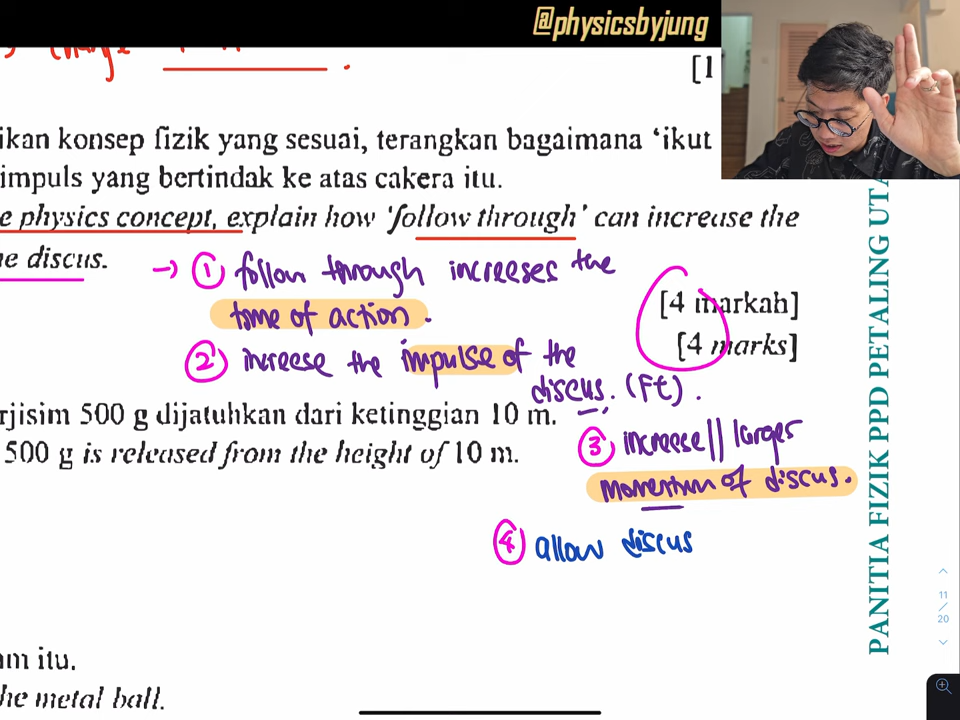 @physicsbyjung
change
[1
ikan konsep fizik yang sesuai, terangkan bagaimana 'ikut
impuls yang bertindak ke atas cakera itu.
e physics concept, explain how 'follow through' can increase the
he discus.
→ ① follow through increases the
time of action.
[4 markah]
② increase the impulse of the
[4 marks]
discus. (Ft).
rjisim 500 g dijatuhkan dari ketinggian 10 m.
③ increase // larger
500 g is released from the height of 10 m.
momentum of discus.
④ allow discus
am itu.
he metal ball.
PANITIA FIZIK PPD PETALING UTA
11
/
20